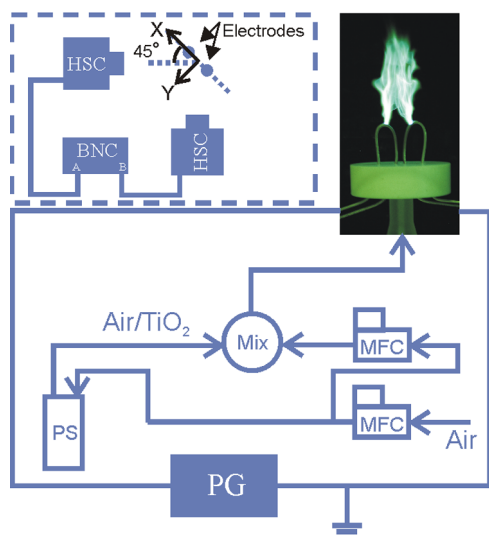 X
Electrodes
45°
HSC
Y
BNC
A B
HSC
Air/TiO₂
Mix
MFC
PS
MFC
Air
PG